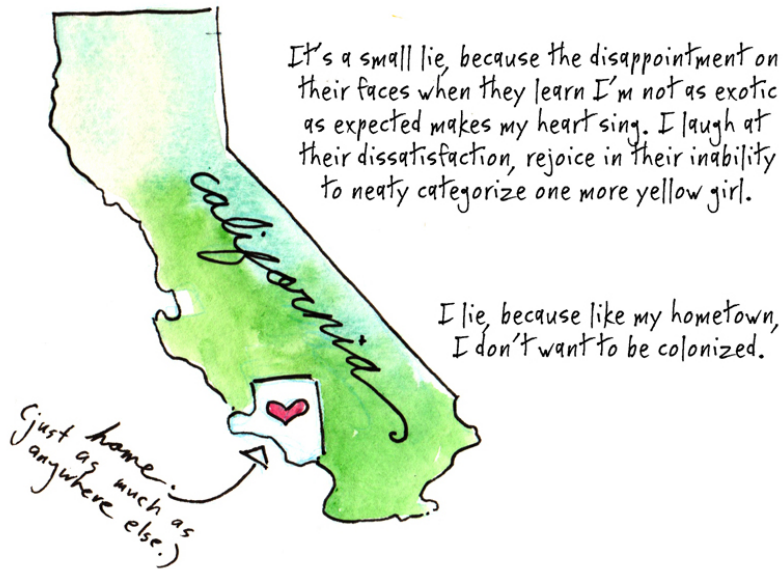 It's a small lie, because the disappointment on
their faces when they learn I'm not as exotic
as expected makes my heart sing. I laugh at
their dissatisfaction, rejoice in their inability
to neaty categorize one more yellow girl.
california
I lie, because like my hometown,
I don't want to be colonized.
home.
(just as much as
anywhere else.)